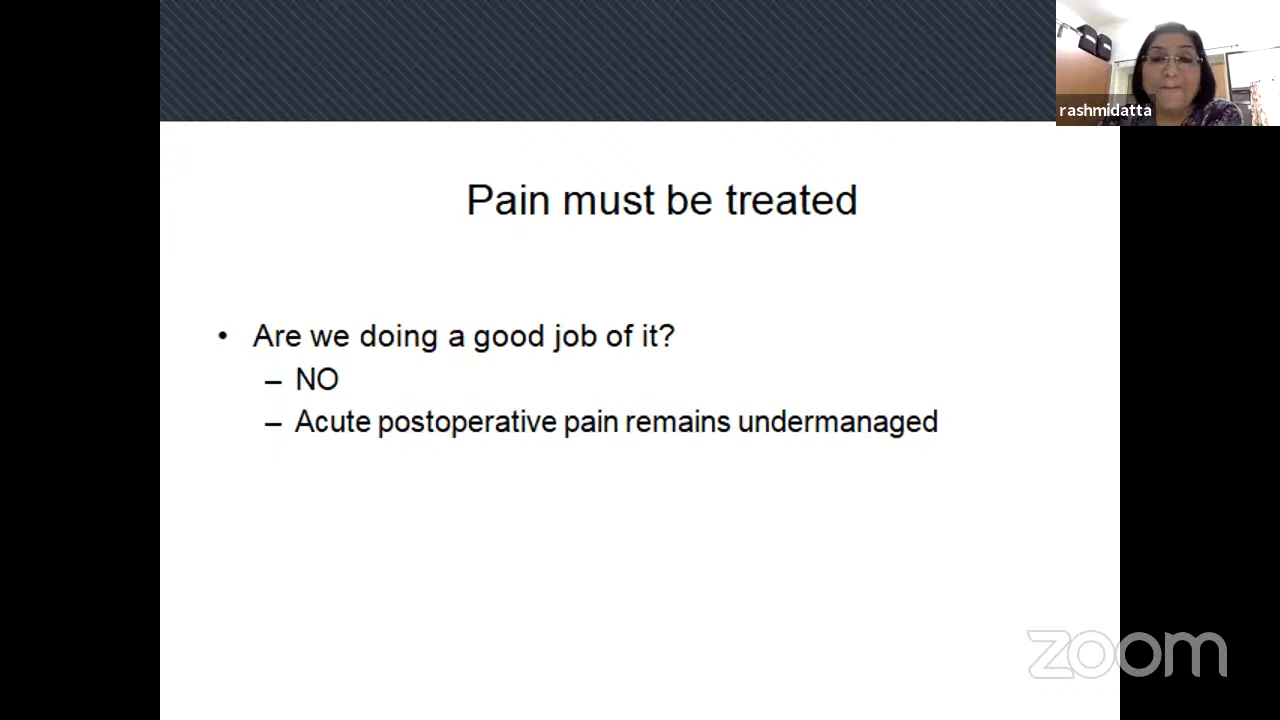 rashmidatta
Pain must be treated
• Are we doing a good job of it?
– NO
– Acute postoperative pain remains undermanaged
zoom